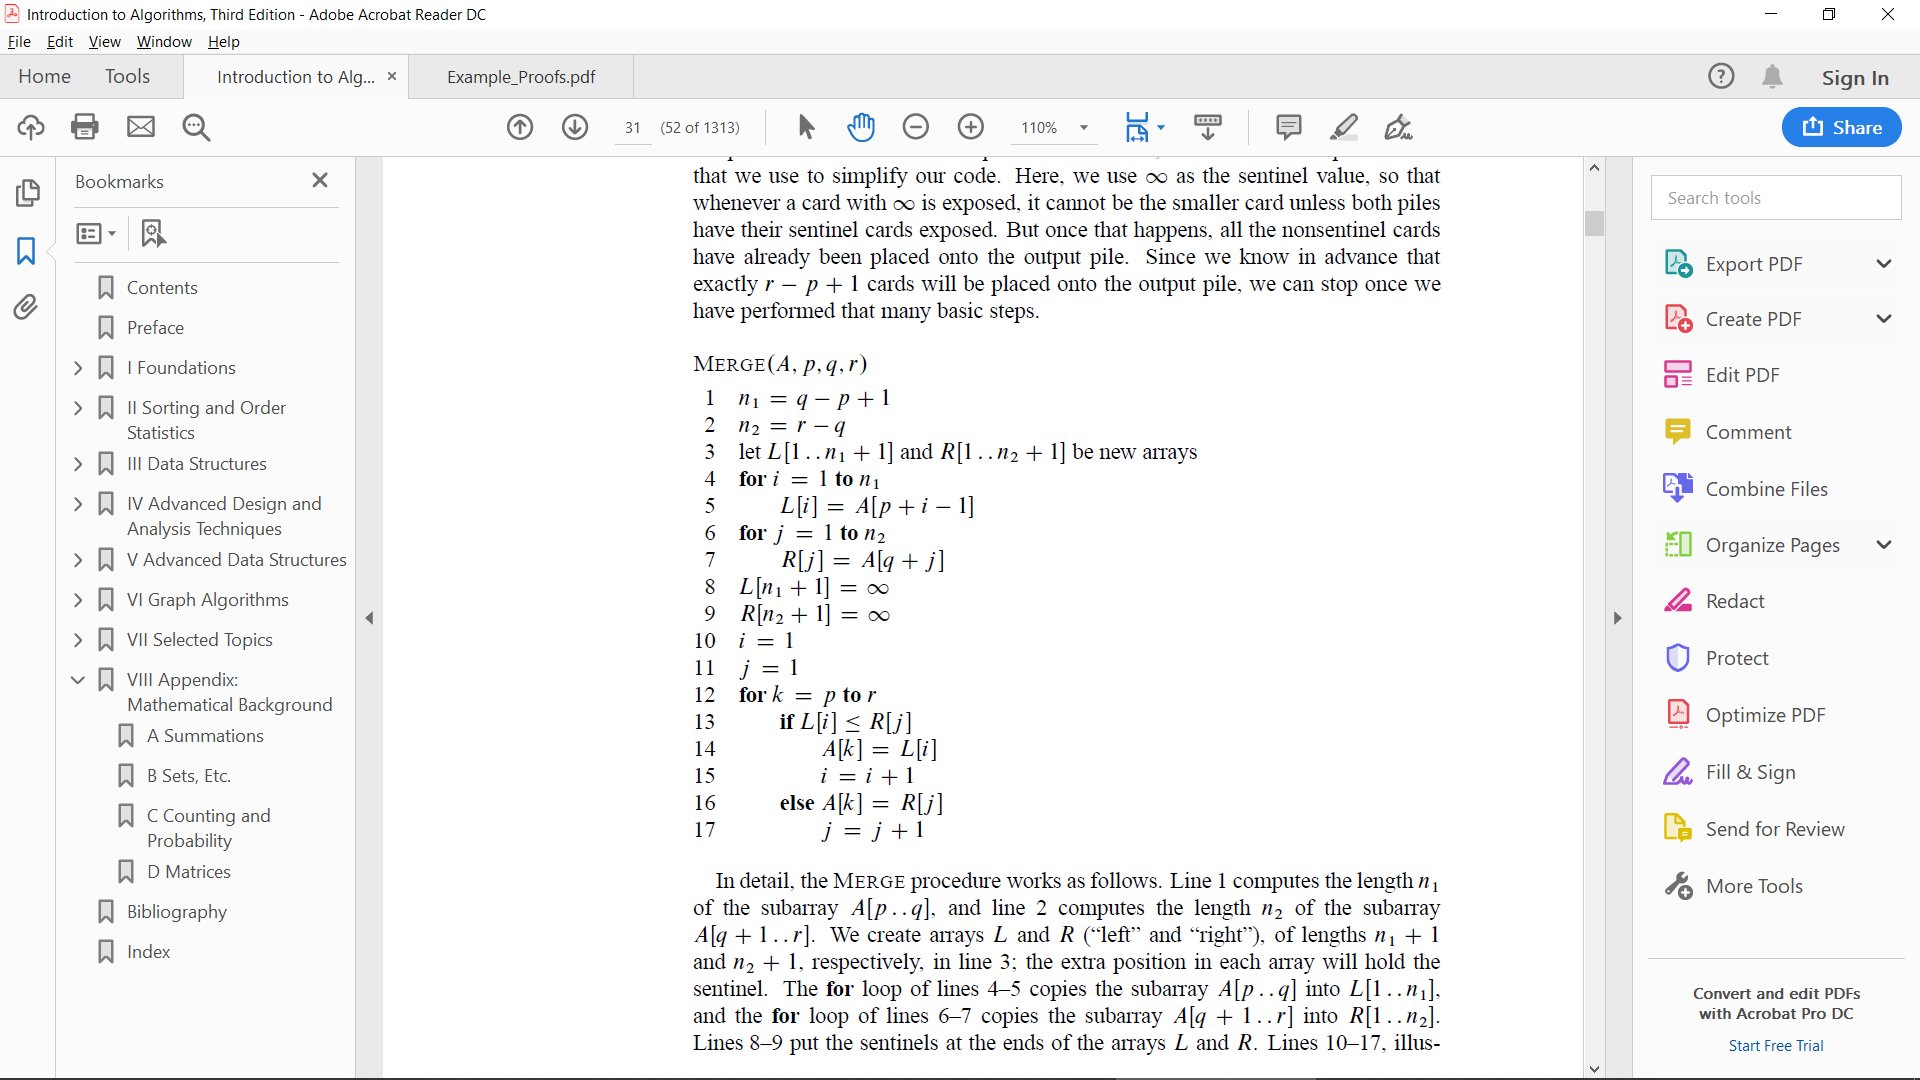 Introduction to Algorithms, Third Edition - Adobe Acrobat Reader DC
File Edit View Window Help
Home Tools Introduction to Alg... × Example_Proofs.pdf Sign In
31 (52 of 1313) 110% Share
Bookmarks
Contents
Preface
I Foundations
II Sorting and Order
Statistics
III Data Structures
IV Advanced Design and
Analysis Techniques
V Advanced Data Structures
VI Graph Algorithms
VII Selected Topics
VIII Appendix:
Mathematical Background
A Summations
B Sets, Etc.
C Counting and
Probability
D Matrices
Bibliography
Index
that we use to simplify our code. Here, we use ∞ as the sentinel value, so that
whenever a card with ∞ is exposed, it cannot be the smaller card unless both piles
have their sentinel cards exposed. But once that happens, all the nonsentinel cards
have already been placed onto the output pile. Since we know in advance that
exactly r − p + 1 cards will be placed onto the output pile, we can stop once we
have performed that many basic steps.
MERGE(A, p, q, r)
1 n₁ = q − p + 1
2 n₂ = r − q
3 let L[1..n₁ + 1] and R[1..n₂ + 1] be new arrays
4 for i = 1 to n₁
5 L[i] = A[p + i − 1]
6 for j = 1 to n₂
7 R[j] = A[q + j]
8 L[n₁ + 1] = ∞
9 R[n₂ + 1] = ∞
10 i = 1
11 j = 1
12 for k = p to r
13 if L[i] ≤ R[j]
14 A[k] = L[i]
15 i = i + 1
16 else A[k] = R[j]
17 j = j + 1
In detail, the MERGE procedure works as follows. Line 1 computes the length n₁
of the subarray A[p..q], and line 2 computes the length n₂ of the subarray
A[q + 1..r]. We create arrays L and R (“left” and “right”), of lengths n₁ + 1
and n₂ + 1, respectively, in line 3; the extra position in each array will hold the
sentinel. The for loop of lines 4–5 copies the subarray A[p..q] into L[1..n₁],
and the for loop of lines 6–7 copies the subarray A[q + 1..r] into R[1..n₂].
Lines 8–9 put the sentinels at the ends of the arrays L and R. Lines 10–17, illus-
Search tools
Export PDF
Create PDF
Edit PDF
Comment
Combine Files
Organize Pages
Redact
Protect
Optimize PDF
Fill & Sign
Send for Review
More Tools
Convert and edit PDFs
with Acrobat Pro DC
Start Free Trial